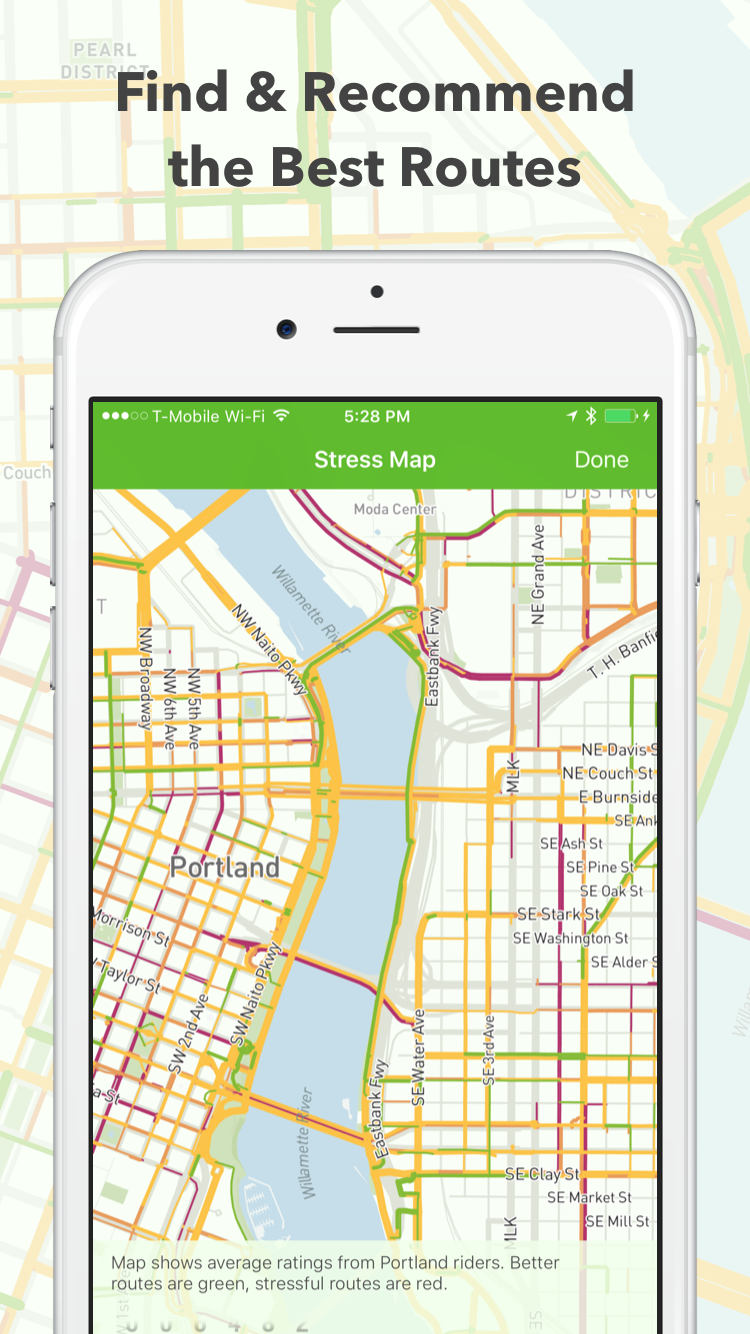 PEARL
DISTRICT
Find & Recommend
the Best Routes
Couch
T-Mobile Wi-Fi
5:28 PM
Stress Map
Done
DISTRIC
Moda Center
NE Grand Ave
Willamette River
T
NW Naito Pkwy
Eastbank Fwy
NW Broadway
NW 6th Ave
NW 5th Ave
T. H. Banfie
NE Davis S
NE Couch St
MLK
E Burnside
SE Ank
SE Ash St
Portland
SE Pine St
SE Oak St
SE Stark St
Morrison St
SE Washington St
SE Alder S
Taylor St
SW Naito Pkwy
SW 2nd Ave
SE Water Ave
SE 3rd Ave
Eastbank Fwy
Willamette River
a St
SE Clay St
SE Market St
MLK
SE Mill St
Map shows average ratings from Portland riders. Better
routes are green, stressful routes are red.